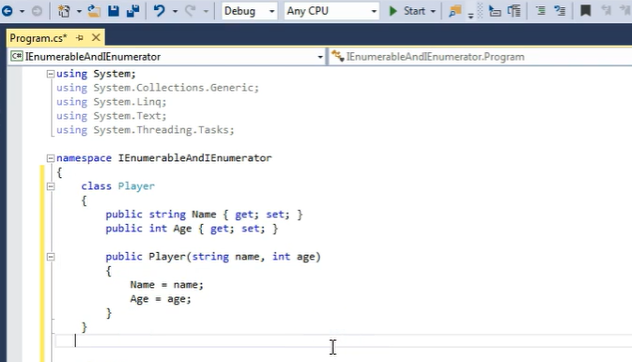 Debug Any CPU Start
Program.cs*
C# IEnumerableAndIEnumerator IEnumerableAndIEnumerator.Program
using System;
using System.Collections.Generic;
using System.Linq;
using System.Text;
using System.Threading.Tasks;
namespace IEnumerableAndIEnumerator
{
class Player
{
public string Name { get; set; }
public int Age { get; set; }
public Player(string name, int age)
{
Name = name;
Age = age;
}
}